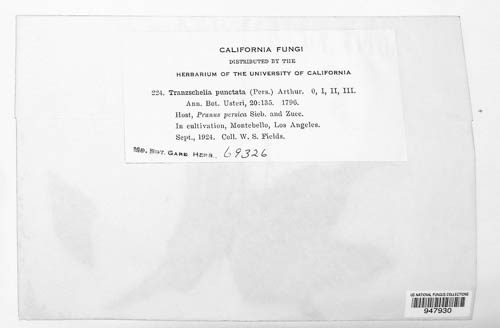 CALIFORNIA FUNGI
DISTRIBUTED BY THE
HERBARIUM OF THE UNIVERSITY OF CALIFORNIA
224. Tranzschelia punctata (Pers.) Arthur. 0, I, II, III.
Ann. Bot. Usteri, 20:135. 1796.
Host, Prunus persica Sieb. and Zucc.
In cultivation, Montebello, Los Angeles.
Sept., 1924. Coll. W. S. Fields.
MO. BOT. GARD HERB. 69326
US NATIONAL FUNGUS COLLECTIONS
947930